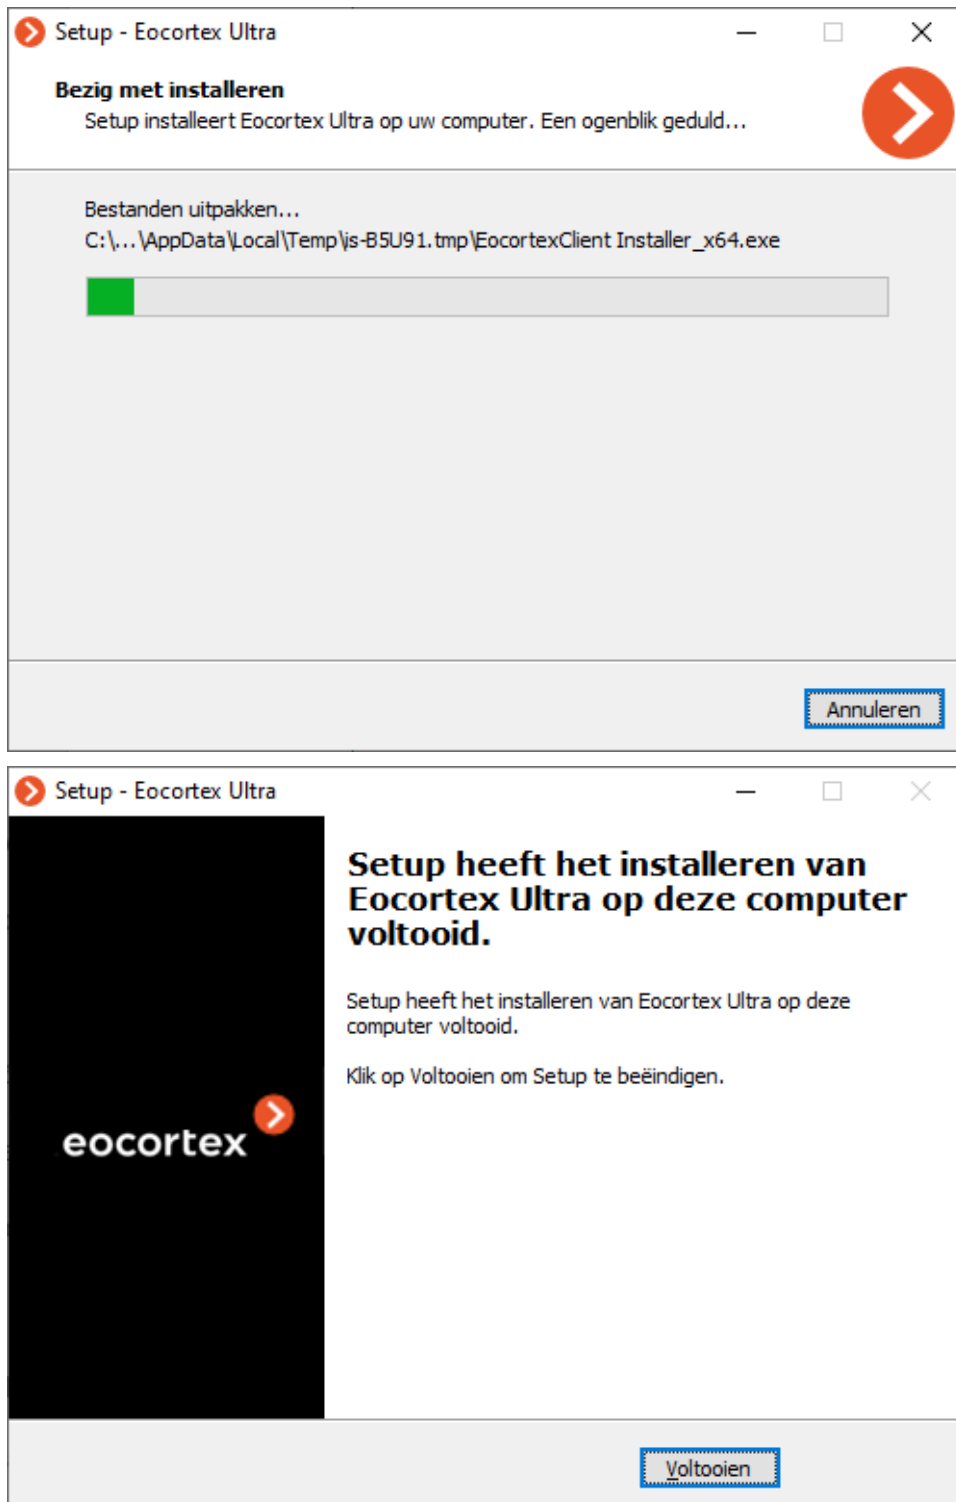 Setup - Eocortex Ultra
Bezig met installeren
Setup installeert Eocortex Ultra op uw computer. Een ogenblik geduld...
Bestanden uitpakken...
C:\...\AppData\Local\Temp\is-B5U91.tmp\EocortexClient Installer_x64.exe
Annuleren
Setup - Eocortex Ultra
Setup heeft het installeren van
Eocortex Ultra op deze computer
voltooid.
Setup heeft het installeren van Eocortex Ultra op deze
computer voltooid.
Klik op Voltooien om Setup te beëindigen.
eocortex
Voltooien